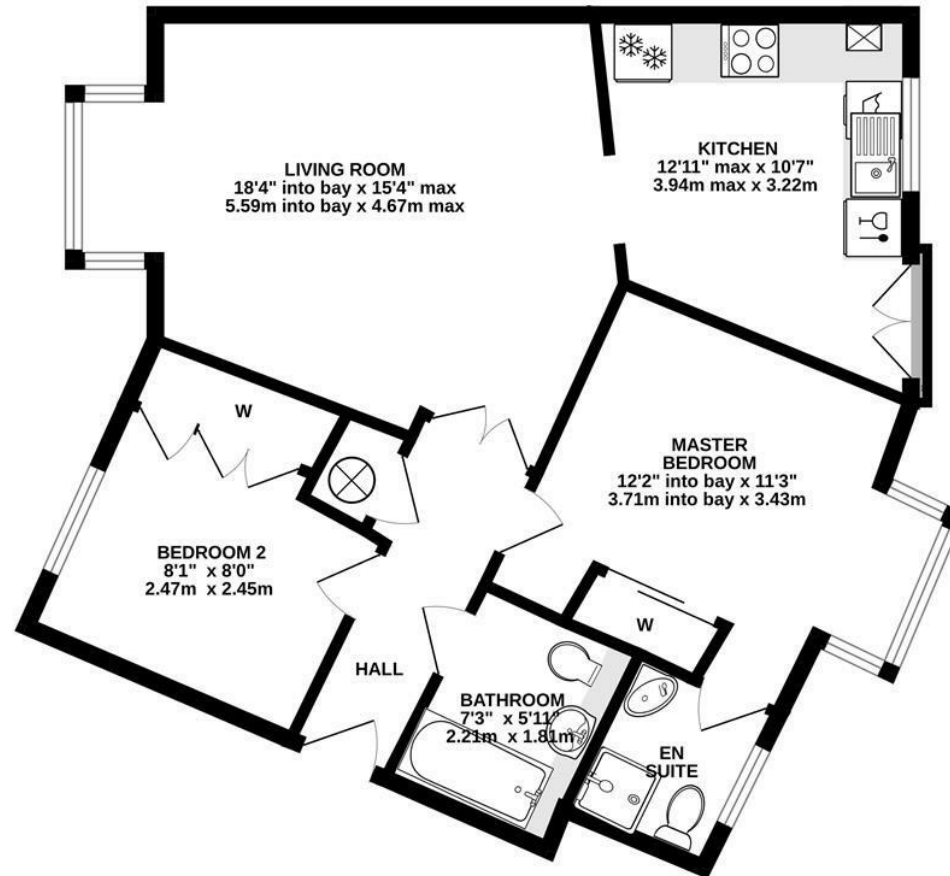 LIVING ROOM
18'4" into bay x 15'4" max
5.59m into bay x 4.67m max
KITCHEN
12'11" max x 10'7"
3.94m max x 3.22m
W
MASTER
BEDROOM
12'2" into bay x 11'3"
3.71m into bay x 3.43m
BEDROOM 2
8'1" x 8'0"
2.47m x 2.45m
W
HALL
BATHROOM
7'3" x 5'11"
2.21m x 1.81m
EN
SUITE